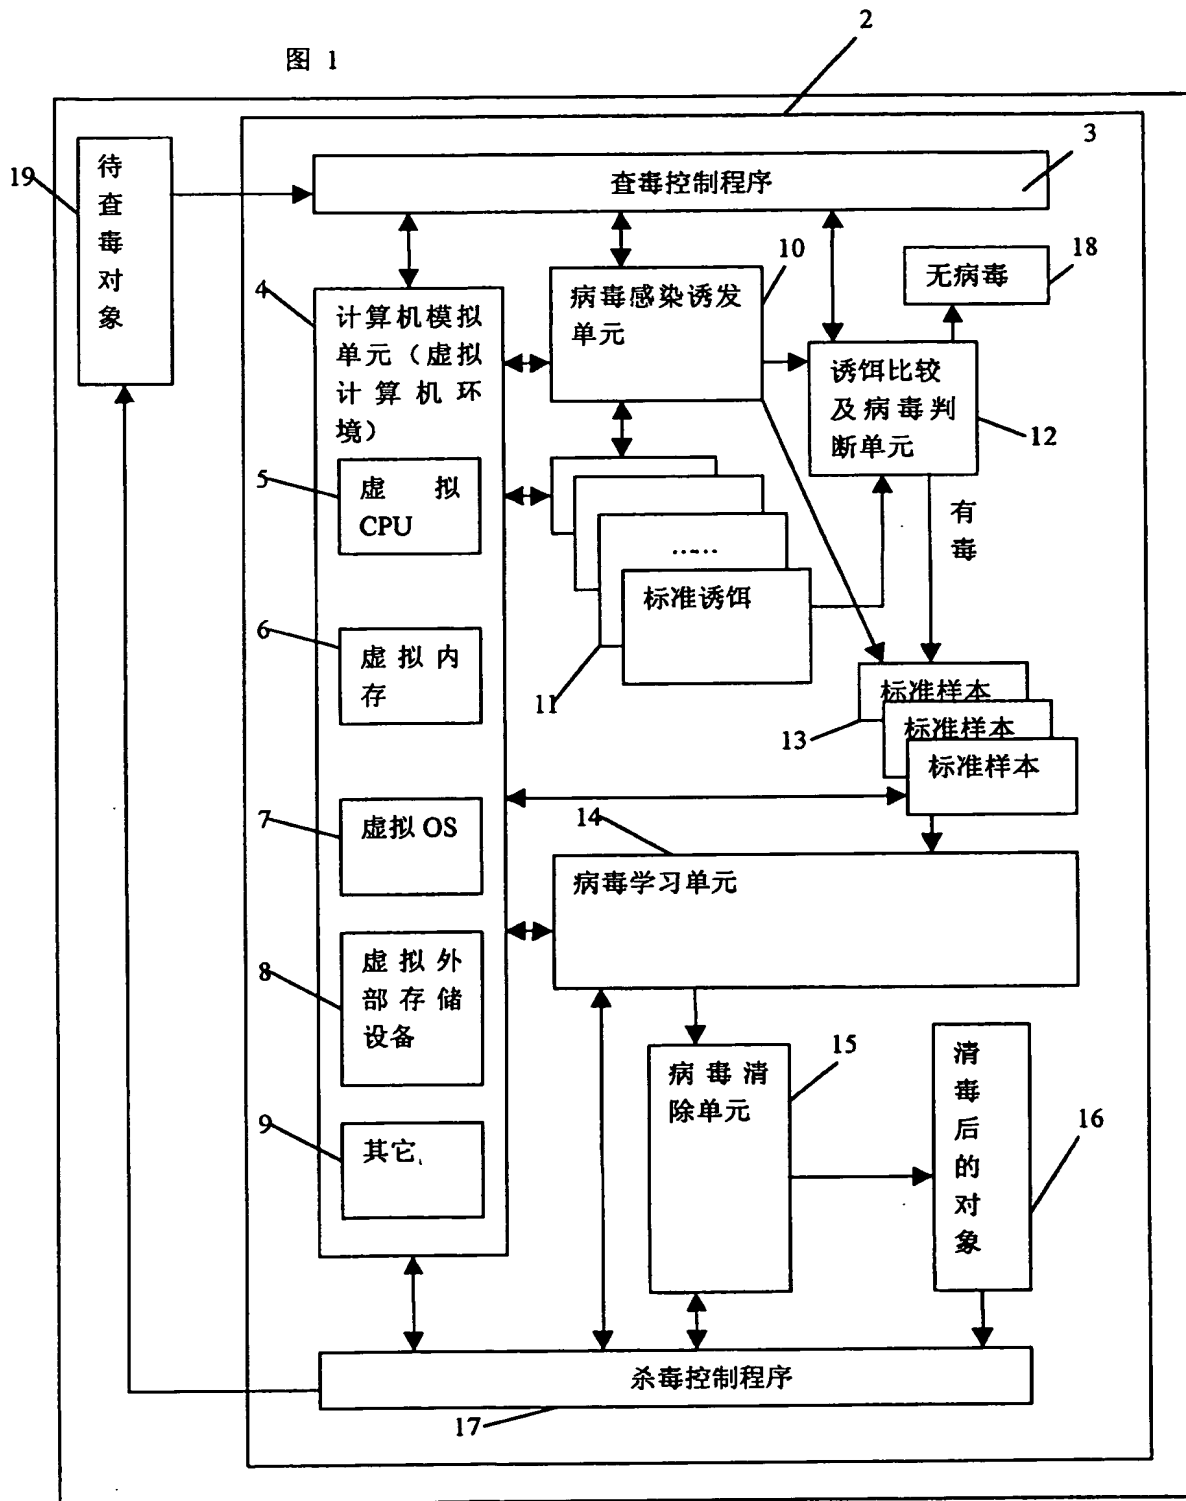 图 1
2
19
待
查
毒
对
象
查毒控制程序
3
4
计算机模拟
单元（虚拟
计算机环
境）
5
虚拟
CPU
6
虚拟内
存
7
虚拟OS
8
虚拟外
部存储
设备
9
其它
病毒感染诱发
单元
10
无病毒
18
诱饵比较
及病毒判
断单元
12
有
毒
……
标准诱饵
11
标准样本
标准样本
标准样本
13
14
病毒学习单元
病毒清
除单元
15
清
毒
后
的
对
象
16
杀毒控制程序
17